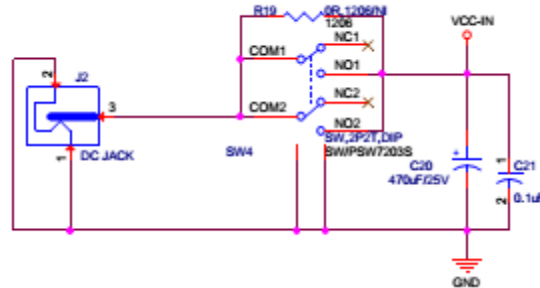 R19
0R,1206/NI
1206
VCC-IN
NC1
COM1
NO1
J2
2
3
NC2
COM2
NO2
1
DC JACK
SW4
SW,2P2T,DIP
SW/PSW7203S
C20
470uF/25V
1
C21
2
0.1uF
GND